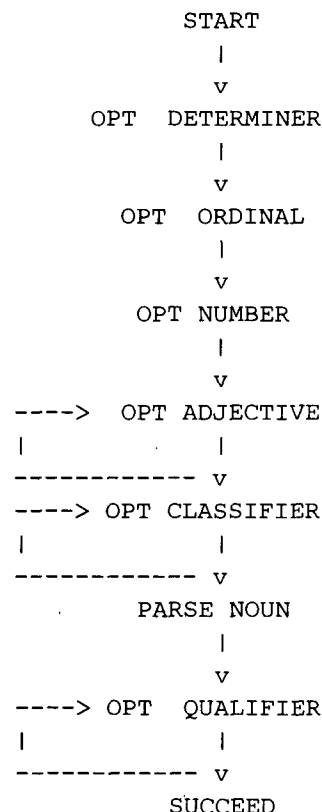 START
|
v
OPT DETERMINER
|
v
OPT ORDINAL
|
v
OPT NUMBER
|
v
----> OPT ADJECTIVE
| |
------------ v
----> OPT CLASSIFIER
| |
------------ v
PARSE NOUN
|
v
----> OPT QUALIFIER
| |
------------ v
SUCCEED